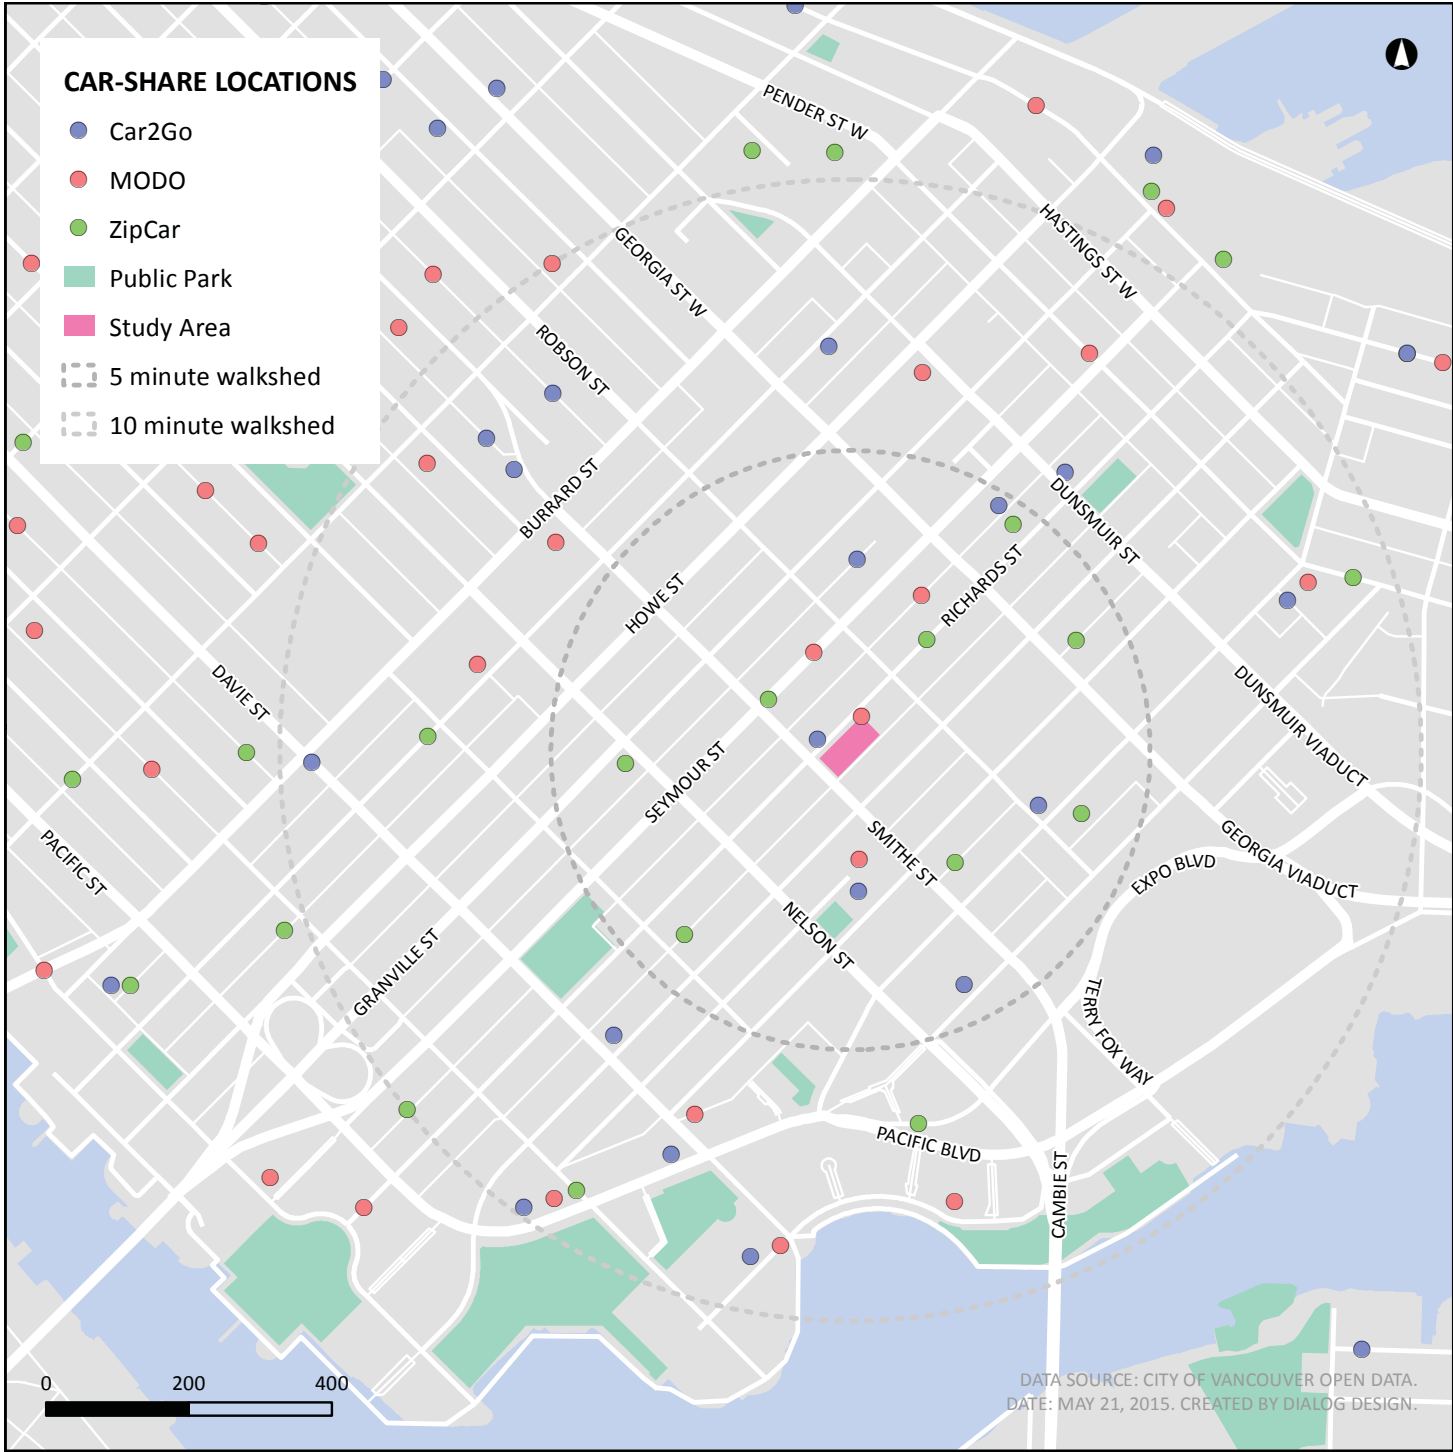 CAR-SHARE LOCATIONS
Car2Go
MODO
ZipCar
Public Park
Study Area
5 minute walkshed
10 minute walkshed
PENDER ST W
HASTINGS ST W
GEORGIA ST W
ROBSON ST
BURRARD ST
DUNSMUIR ST
HOWE ST
RICHARDS ST
DAVIE ST
DUNSMUIR VIADUCT
SEYMOUR ST
SMITHE ST
GEORGIA VIADUCT
EXPO BLVD
PACIFIC ST
NELSON ST
GRANVILLE ST
TERRY FOX WAY
PACIFIC BLVD
CAMBIE ST
0 200 400
DATA SOURCE: CITY OF VANCOUVER OPEN DATA.
DATE: MAY 21, 2015. CREATED BY DIALOG DESIGN.